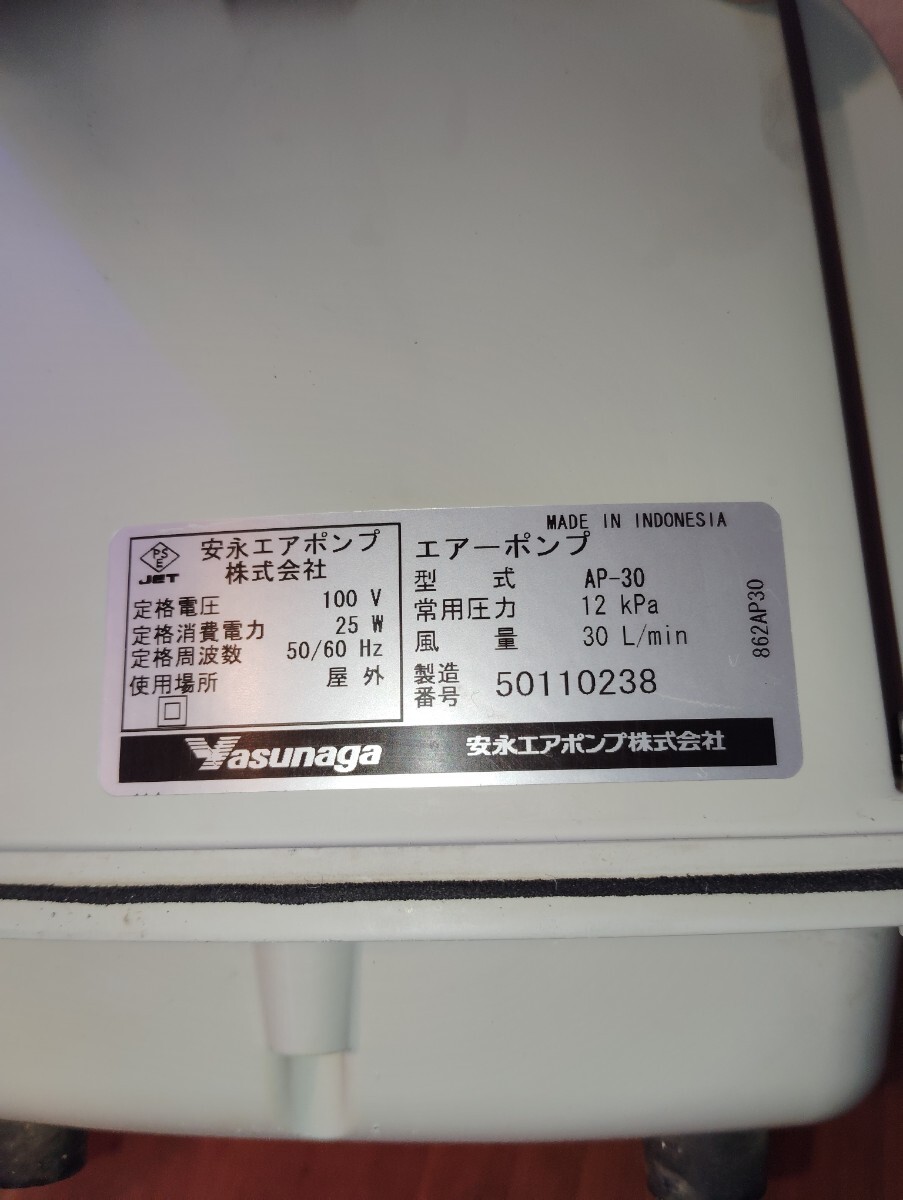 MADE IN INDONESIA
PS
E
JET
安永エアポンプ
株式会社
定格電圧 100 V
定格消費電力 25 W
定格周波数 50/60 Hz
使用場所 屋 外
エアーポンプ
型 式 AP-30
常用圧力 12 kPa
風 量 30 L/min
製造
番号 50110238
862AP30
Yasunaga 安永エアポンプ株式会社